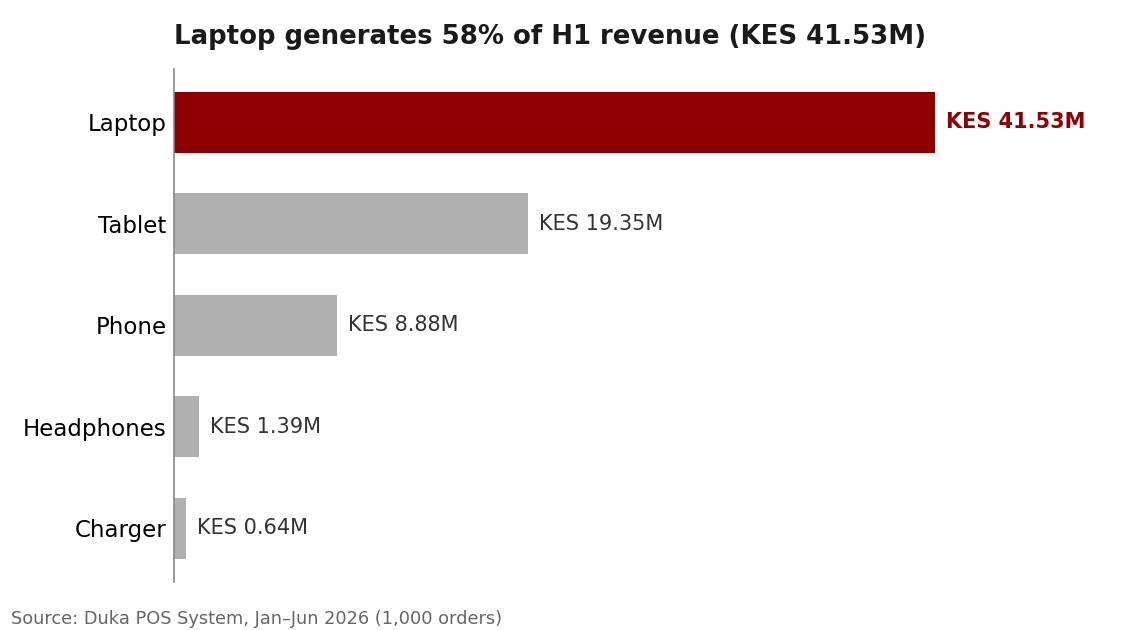 Laptop generates 58% of H1 revenue (KES 41.53M)
Laptop KES 41.53M
Tablet KES 19.35M
Phone KES 8.88M
Headphones KES 1.39M
Charger KES 0.64M
Source: Duka POS System, Jan–Jun 2026 (1,000 orders)